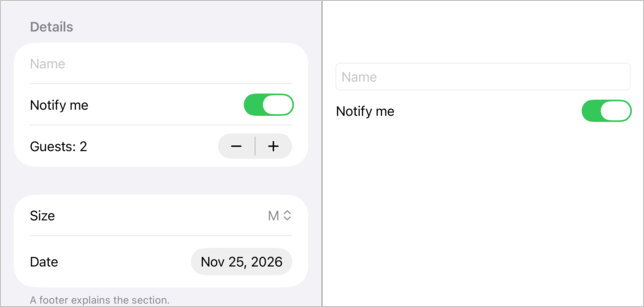 Details
Name
Notify me
Guests: 2
Size
M
Date
Nov 25, 2026
A footer explains the section.
Name
Notify me